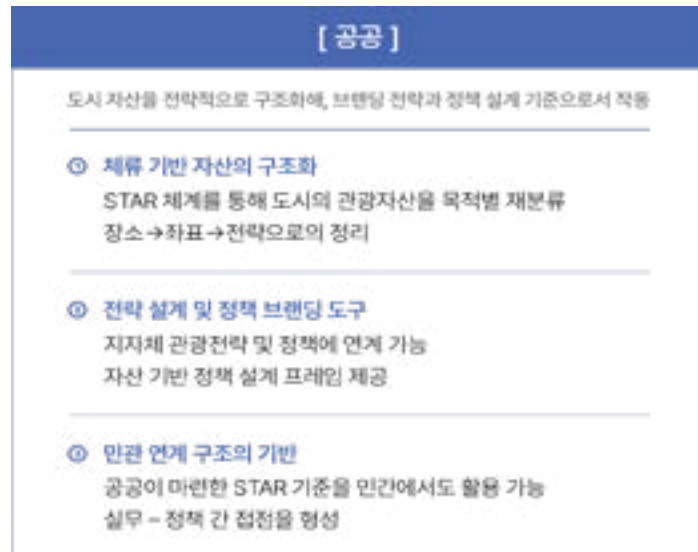 [ 공공 ]
도시 자산을 전략적으로 구조화해, 브랜딩 전략과 정책 설계 기준으로서 작동
① 체류 기반 자산의 구조화
STAR 체계를 통해 도시의 관광자산을 목적별 재분류
장소→좌표→전략으로의 정리
② 전략 설계 및 정책 브랜딩 도구
지자체 관광전략 및 정책에 연계 가능
자산 기반 정책 설계 프레임 제공
③ 민관 연계 구조의 기반
공공이 마련한 STAR 기준을 민간에서도 활용 가능
실무 – 정책 간 접점을 형성